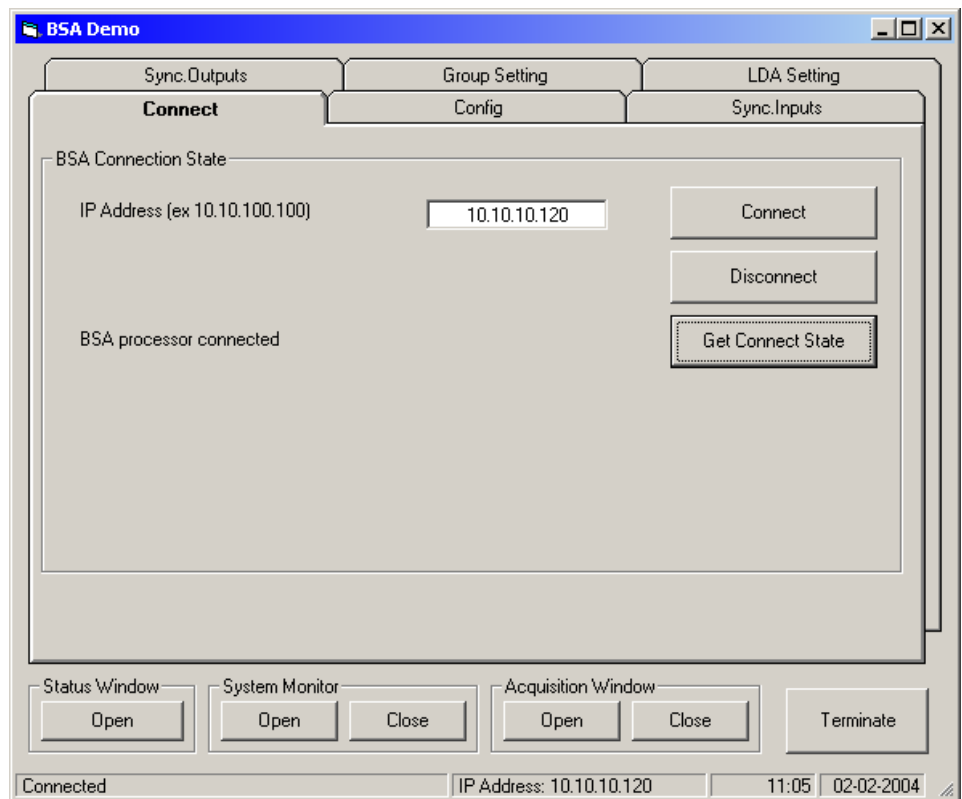 BSA Demo
Sync.Outputs Group Setting LDA Setting
Connect Config Sync.Inputs
BSA Connection State
IP Address (ex 10.10.100.100) 10.10.10.120 Connect
Disconnect
BSA processor connected Get Connect State
Status Window System Monitor Acquisition Window
Open Open Close Open Close Terminate
Connected IP Address: 10.10.10.120 11:05 02-02-2004